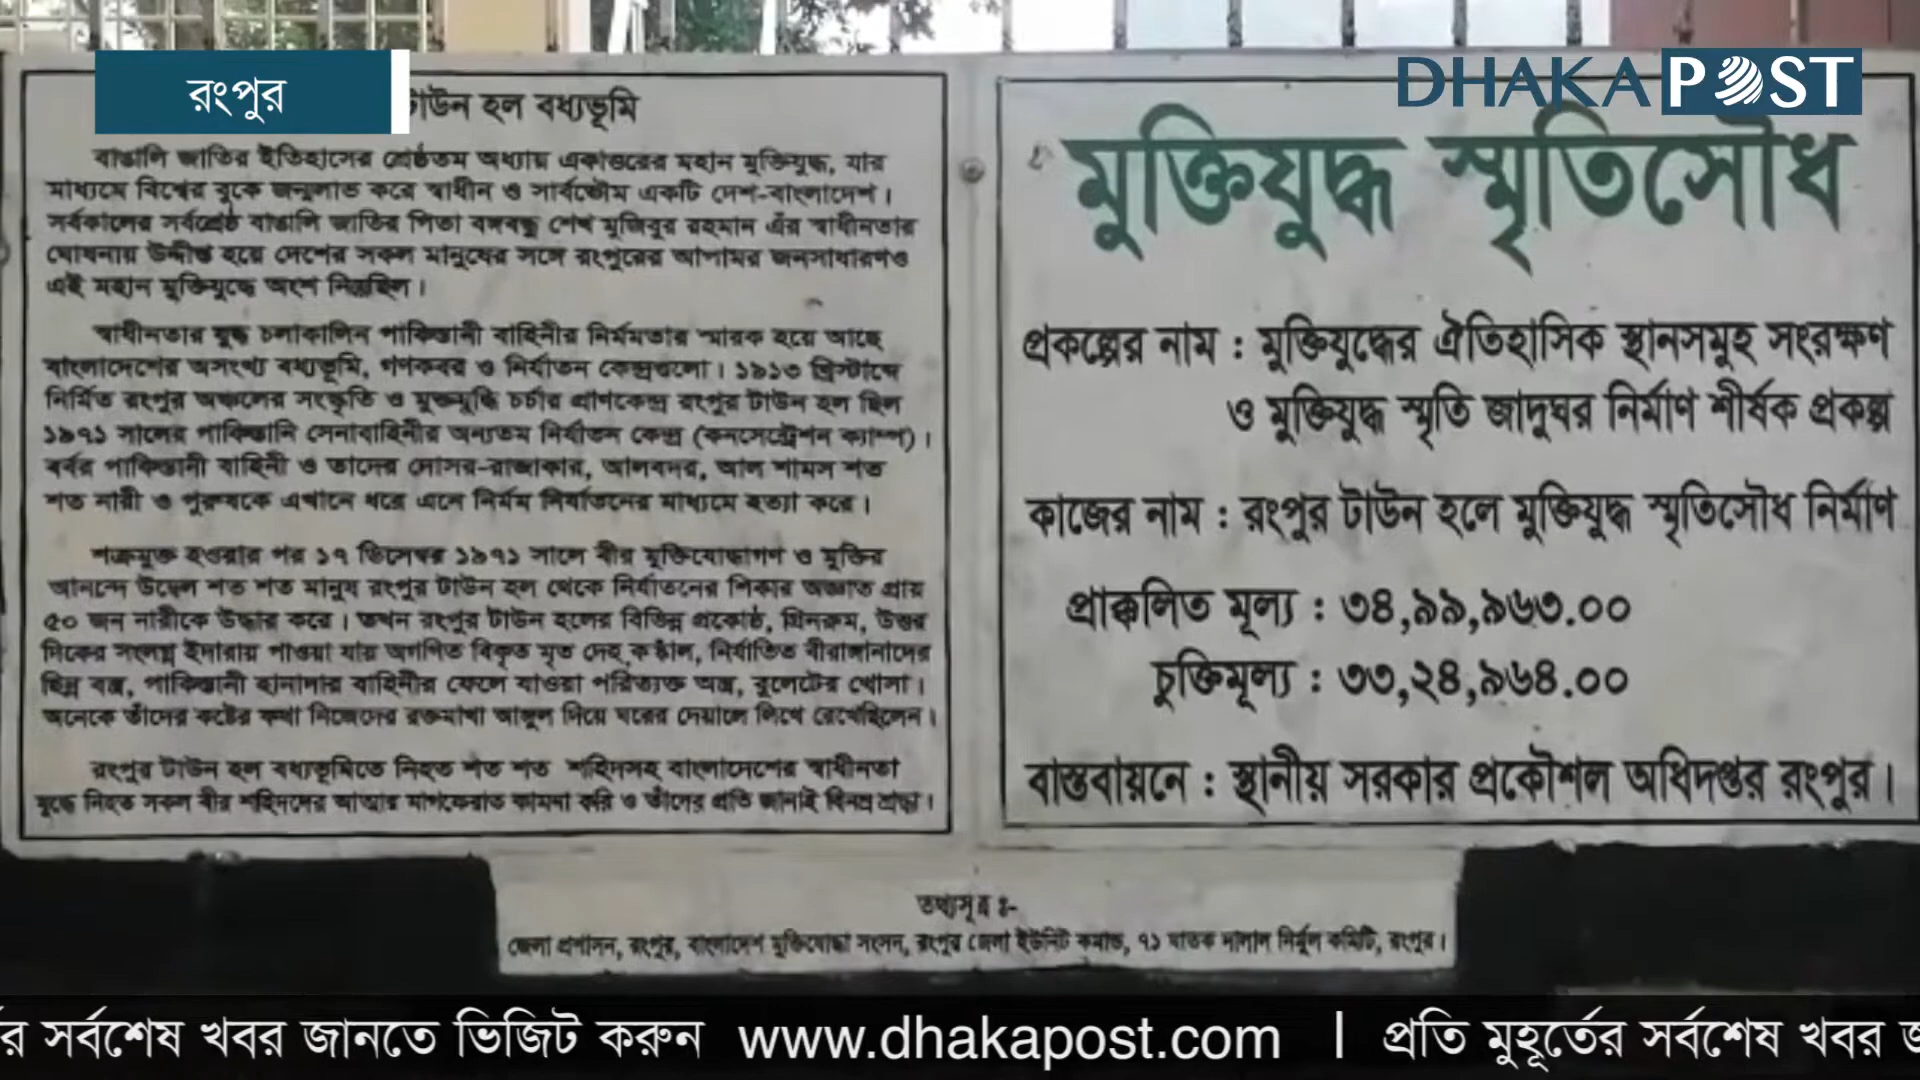 রংপুর
DHAKA POST
টাউন হল বধ্যভূমি
বাঙালি জাতির ইতিহাসের শ্রেষ্ঠতম অধ্যায় একাত্তরের মহান মুক্তিযুদ্ধ, যার
মাধ্যমে বিশ্বের বুকে জন্মলাভ করে স্বাধীন ও সার্বভৌম একটি দেশ-বাংলাদেশ।
সর্বকালের সর্বশ্রেষ্ঠ বাঙালি জাতির পিতা বঙ্গবন্ধু শেখ মুজিবুর রহমান এঁর স্বাধীনতার
ঘোষনায় উদ্দীপ্ত হয়ে দেশের সকল মানুষের সঙ্গে রংপুরের আপামর জনসাধারণও
এই মহান মুক্তিযুদ্ধে অংশ নিয়েছিল।
স্বাধীনতার যুদ্ধ চলাকালিন পাকিস্তানী বাহিনীর নির্মমতার স্মারক হয়ে আছে
বাংলাদেশের অসংখ্য বধ্যভূমি, গণকবর ও নির্যাতন কেন্দ্রগুলো। ১৯১৩ খ্রিস্টাব্দে
নির্মিত রংপুর অঞ্চলের সংস্কৃতি ও মুক্তবুদ্ধি চর্চার প্রাণকেন্দ্র রংপুর টাউন হল ছিল
১৯৭১ সালের পাকিস্তানি সেনাবাহিনীর অন্যতম নির্যাতন কেন্দ্র (কনসেন্ট্রেশন ক্যাম্প)।
বর্বর পাকিস্তানী বাহিনী ও তাদের দোসর-রাজাকার, আলবদর, আল শামস শত
শত নারী ও পুরুষকে এখানে ধরে এনে নির্মম নির্যাতনের মাধ্যমে হত্যা করে।
শত্রুমুক্ত হওয়ার পর ১৭ ডিসেম্বর ১৯৭১ সালে বীর মুক্তিযোদ্ধাগণ ও মুক্তির
আনন্দে উদ্বেল শত শত মানুষ রংপুর টাউন হল থেকে নির্যাতনের শিকার অজ্ঞাত প্রায়
৫০ জন নারীকে উদ্ধার করে। তখন রংপুর টাউন হলের বিভিন্ন প্রকোষ্ঠ, গ্রিনরুম, উত্তর
দিকের সংলগ্ন ইদারায় পাওয়া যায় অগণিত বিকৃত মৃত দেহ, কঙ্কাল, নির্যাতিত বীরাঙ্গনাদের
ছিন্ন বস্ত্র, পাকিস্তানী হানাদার বাহিনীর ফেলে যাওয়া পরিত্যক্ত অস্ত্র, বুলেটের খোসা।
অনেকে তাঁদের কষ্টের কথা নিজেদের রক্তমাখা আঙ্গুল দিয়ে ঘরের দেয়ালে লিখে রেখেছিলেন।
রংপুর টাউন হল বধ্যভূমিতে নিহত শত শত শহিদসহ বাংলাদেশের স্বাধীনতা
যুদ্ধে নিহত সকল বীর শহিদদের আত্মার মাগফেরাত কামনা করি ও তাঁদের প্রতি জানাই বিনম্র শ্রদ্ধা।
মুক্তিযুদ্ধ স্মৃতিসৌধ
প্রকল্পের নাম : মুক্তিযুদ্ধের ঐতিহাসিক স্থানসমুহ সংরক্ষণ
ও মুক্তিযুদ্ধ স্মৃতি জাদুঘর নির্মাণ শীর্ষক প্রকল্প
কাজের নাম : রংপুর টাউন হলে মুক্তিযুদ্ধ স্মৃতিসৌধ নির্মাণ
প্রাক্কলিত মূল্য : ৩৪,৯৯,৯৬৩.০০
চুক্তিমূল্য : ৩৩,২৪,৯৬৪.০০
বাস্তবায়নে : স্থানীয় সরকার প্রকৌশল অধিদপ্তর রংপুর।
তথ্যসূত্র ঃ-
জেলা প্রশাসন, রংপুর, বাংলাদেশ মুক্তিযোদ্ধা সংসদ, রংপুর জেলা ইউনিট কমান্ড, ৭১ ঘাতক দালাল নির্মূল কমিটি, রংপুর।
র সর্বশেষ খবর জানতে ভিজিট করুন www.dhakapost.com | প্রতি মুহূর্তের সর্বশেষ খবর জ